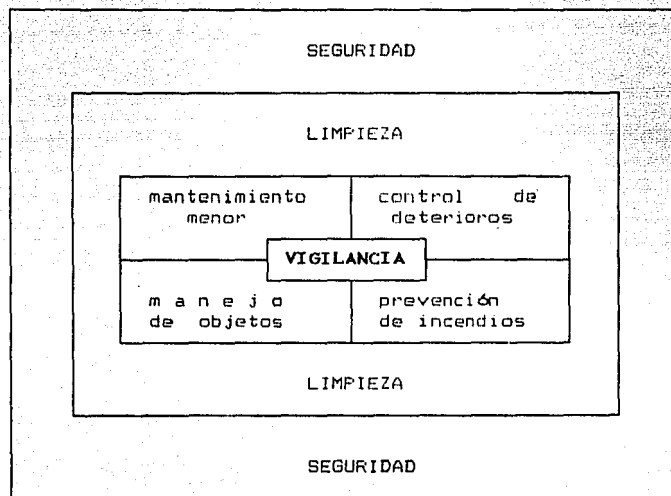 SEGURIDAD
LIMPIEZA
mantenimiento
menor
control de
deterioros
VIGILANCIA
m a n e j o
de objetos
prevención
de incendios
LIMPIEZA
SEGURIDAD